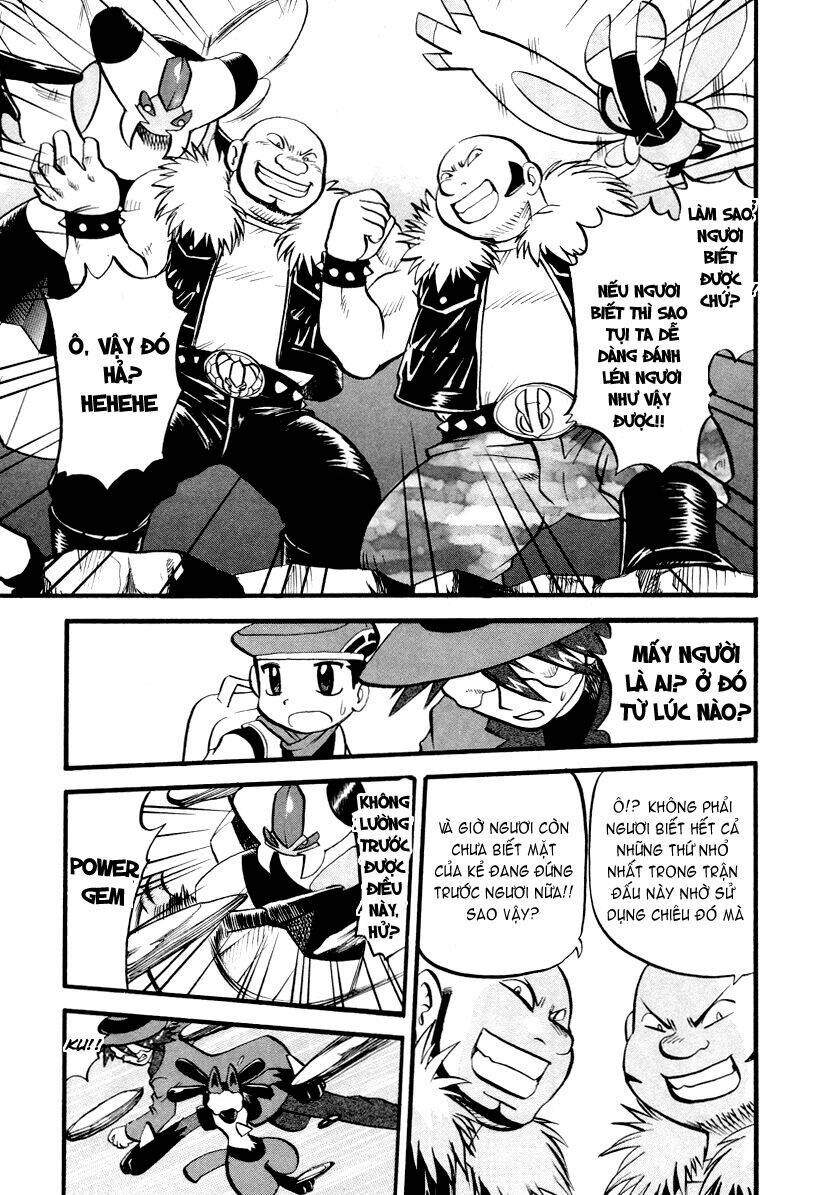 LÀM SAO
NGƯƠI
BIẾT
ĐƯỢC
CHỨ?
NẾU NGƯƠI
BIẾT THÌ SAO
TỤI TA DỄ
DÀNG ĐÁNH
LÉN NGƯƠI
NHƯ VẬY
ĐƯỢC!!
Ô, VẬY ĐÓ
HẢ?
HEHEHE
MẤY NGƯỜI
LÀ AI? Ở ĐÓ
TỪ LÚC NÀO?
Ô!? KHÔNG PHẢI
NGƯƠI BIẾT HẾT CẢ
NHỮNG THỨ NHỎ
NHẤT TRONG TRẬN
ĐẤU NÀY NHỜ SỬ
DỤNG CHIÊU ĐÓ MÀ
VÀ GIỜ NGƯƠI CÒN
CHƯA BIẾT MẶT
CỦA KẺ ĐANG ĐỨNG
TRƯỚC NGƯƠI NỮA!!
SAO VẬY?
KHÔNG
LƯỜNG
TRƯỚC
ĐƯỢC
ĐIỀU
NÀY,
HỬ?
POWER
GEM
KU!!